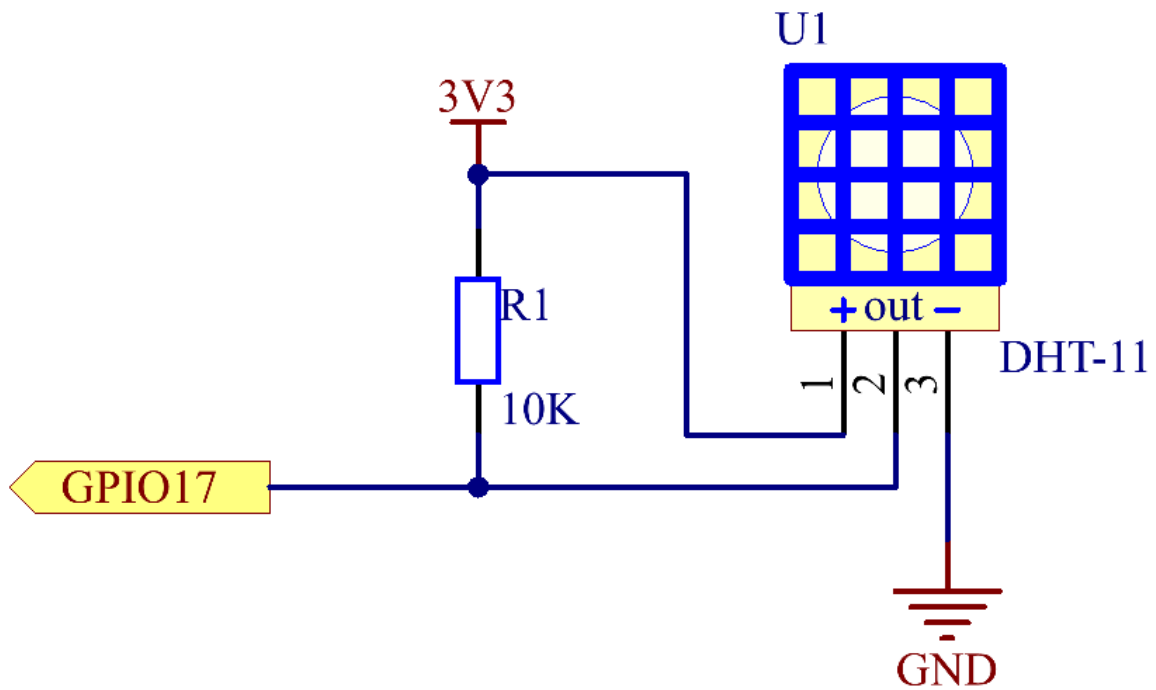 U1
3V3
R1
+ out −
DHT-11
1
2
3
10K
GPIO17
GND